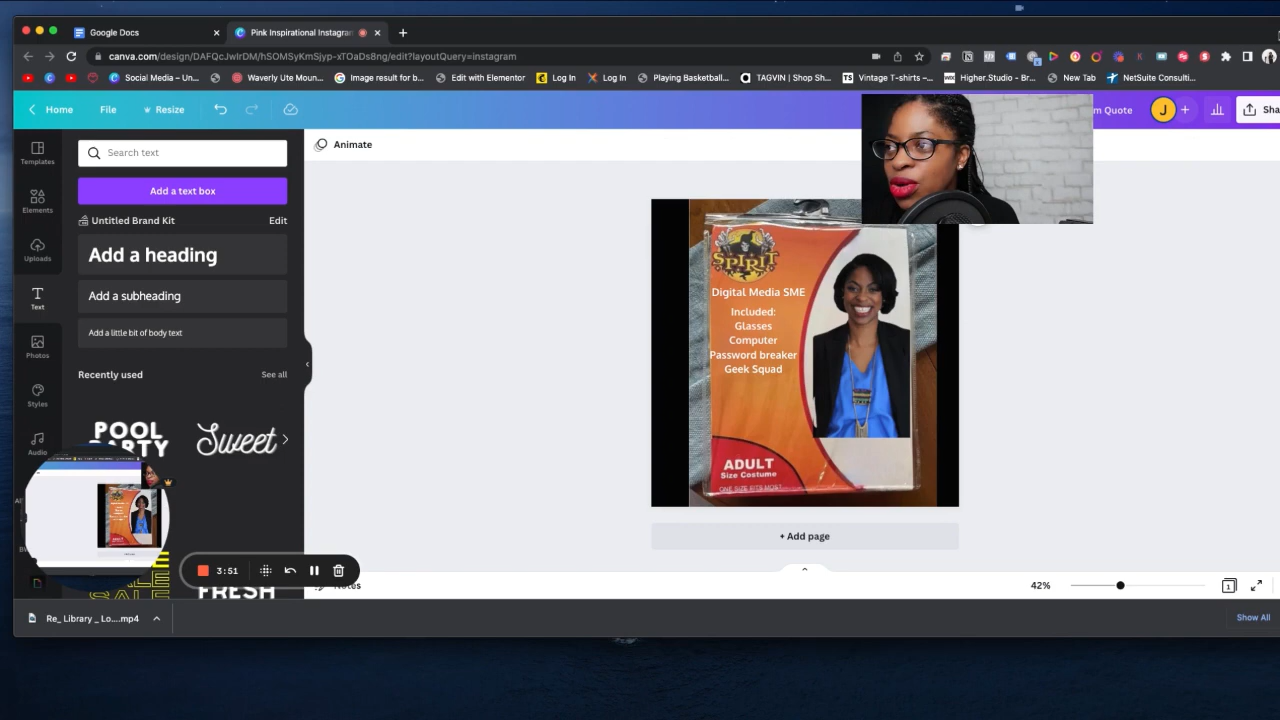 Google Docs
Pink Inspirational Instagran
canva.com/design/DAFQcJwIrDM/hSOMSyKmSjyp-xTOaDs8ng/edit?layoutQuery=instagram
Social Media – Un...
Waverly Ute Moun...
Image result for b...
Edit with Elementor
Log In
Log In
Playing Basketball...
TAGVIN | Shop Sh...
Vintage T-shirts –...
Higher.Studio - Br...
New Tab
NetSuite Consulti...
Home
File
Resize
m Quote
J
Sha
Templates
Search text
Animate
Add a text box
Elements
Untitled Brand Kit
Edit
Uploads
Add a heading
Text
Add a subheading
Add a little bit of body text
Photos
Recently used
See all
Styles
Audio
POOL
PARTY
Sweet
SALE
FRESH
SPIRIT
Digital Media SME
Included:
Glasses
Computer
Password breaker
Geek Squad
ADULT
Size Costume
ONE SIZE FITS MOST
+ Add page
3:51
Notes
42%
1
Re_ Library _ Lo....mp4
Show All